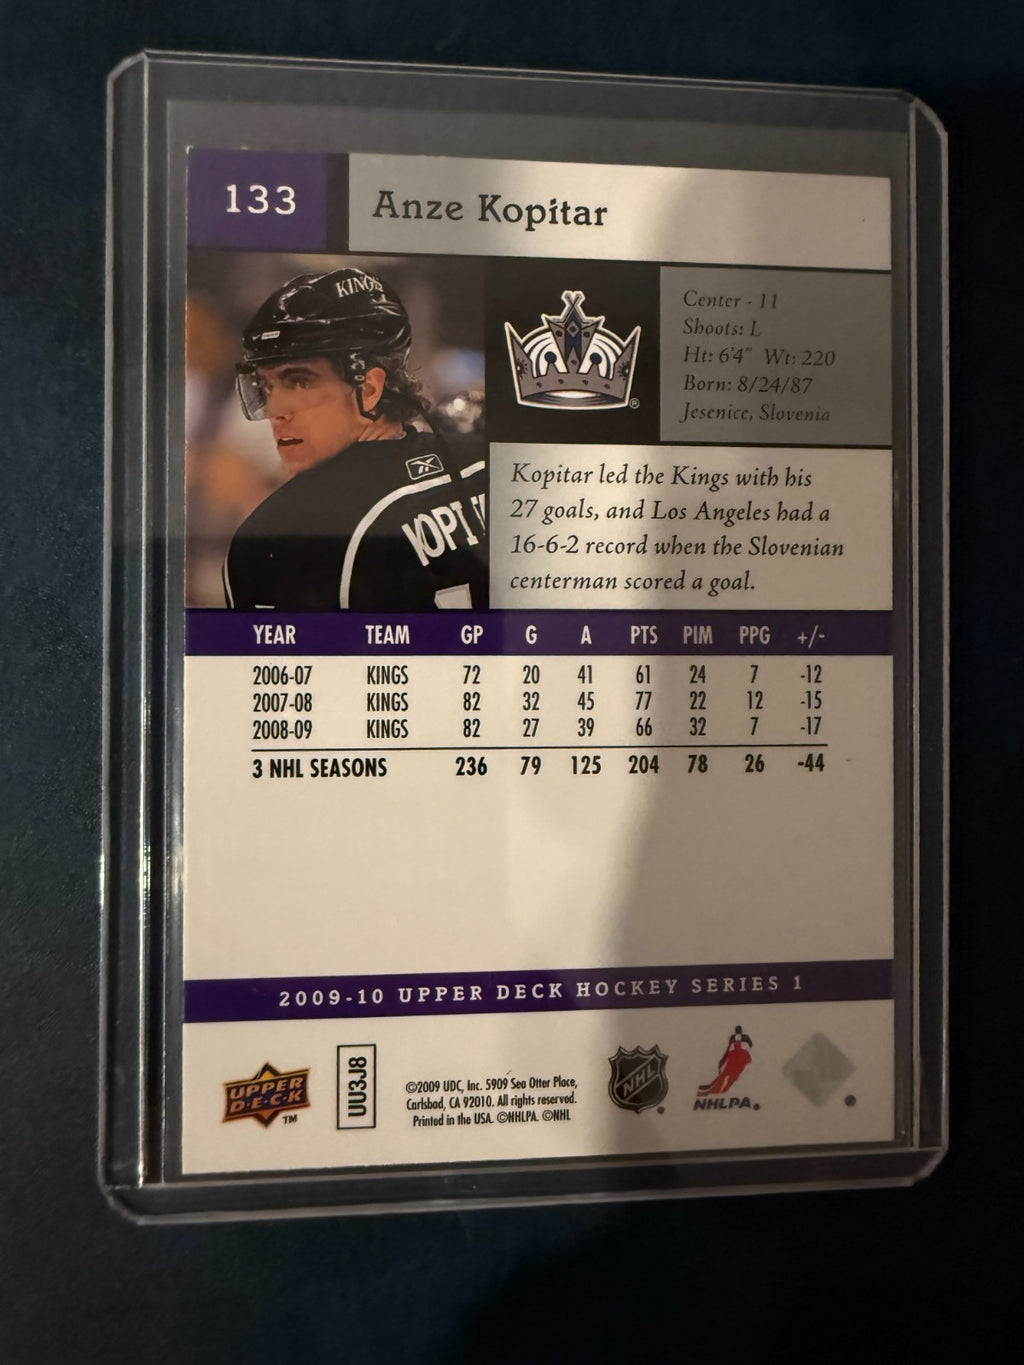 133
Anze Kopitar
KINGS
Center - 11
Shoots: L
Ht: 6'4" Wt: 220
Born: 8/24/87
Jesenice, Slovenia
®
Kopitar led the Kings with his
27 goals, and Los Angeles had a
16-6-2 record when the Slovenian
centerman scored a goal.
KOPI
YEAR TEAM GP G A PTS PIM PPG +/-
2006-07 KINGS 72 20 41 61 24 7 -12
2007-08 KINGS 82 32 45 77 22 12 -15
2008-09 KINGS 82 27 39 66 32 7 -17
3 NHL SEASONS 236 79 125 204 78 26 -44
2009-10 UPPER DECK HOCKEY SERIES 1
UPPER
D·E·C·K
TM
UU3J8
©2009 UDC, Inc. 5909 Sea Otter Place,
Carlsbad, CA 92010. All rights reserved.
Printed in the USA. ©NHLPA. ©NHL
NHL
NHLPA®